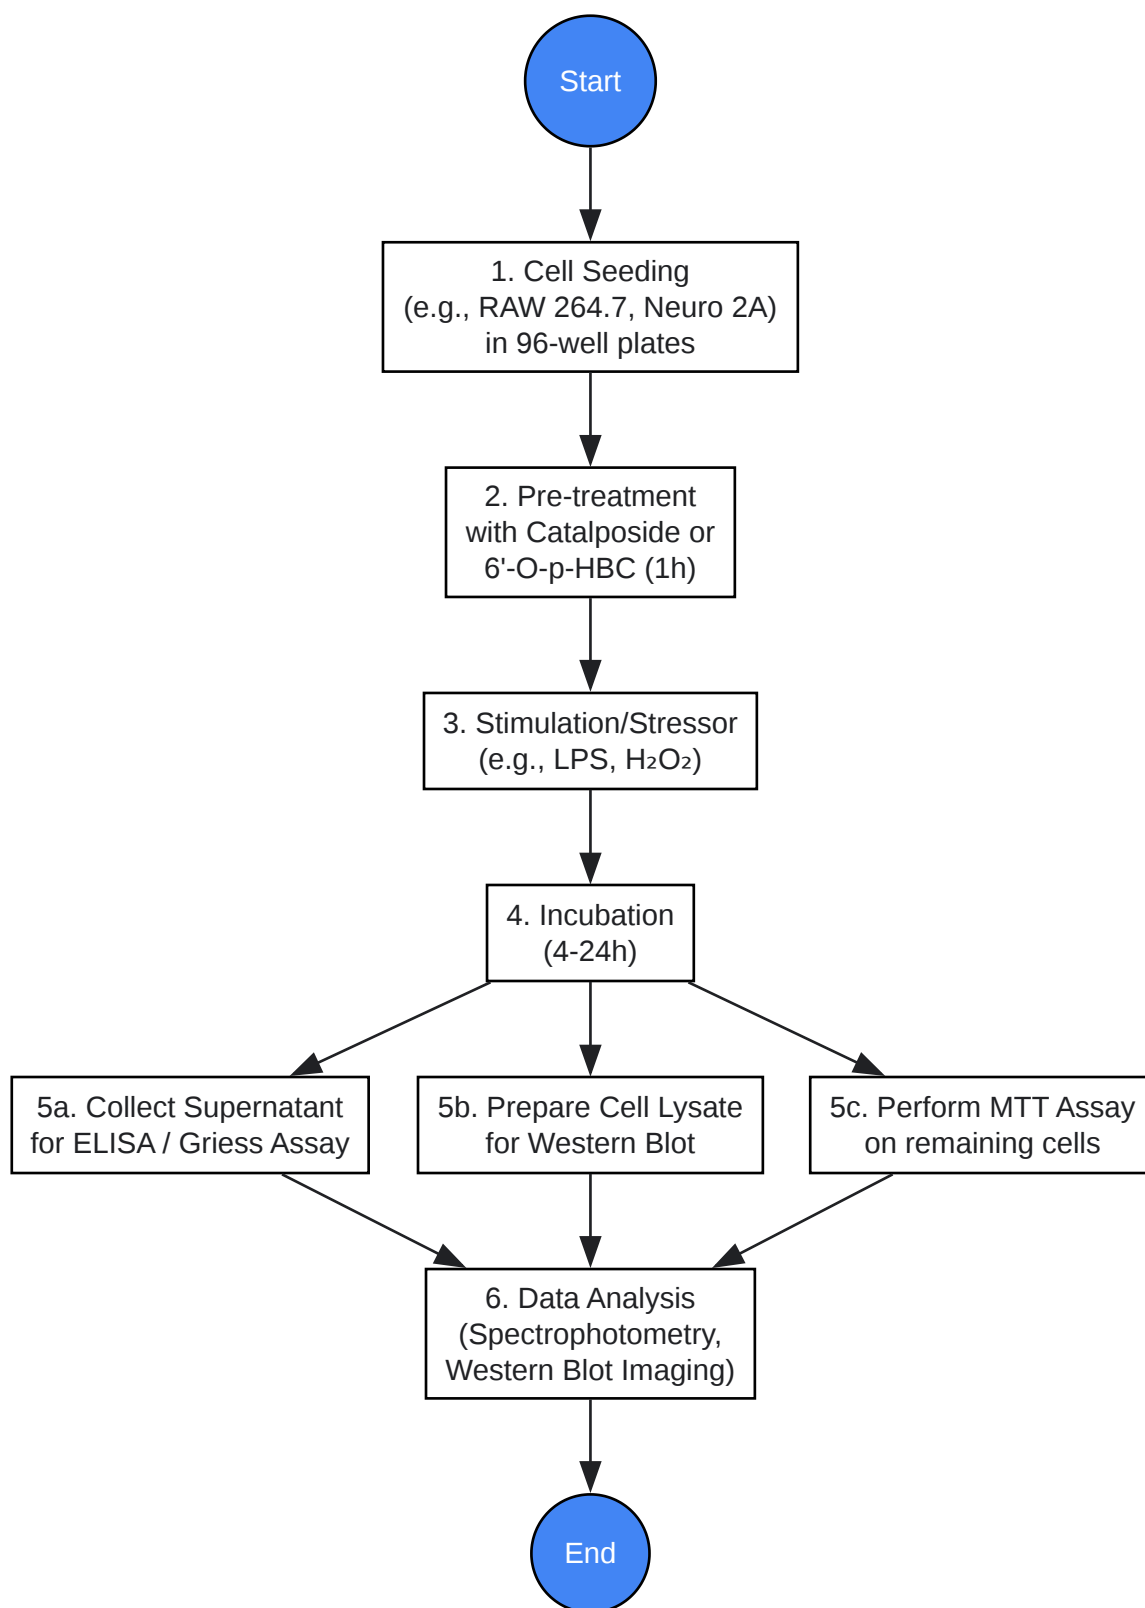 Start
1. Cell Seeding
(e.g., RAW 264.7, Neuro 2A)
in 96-well plates
2. Pre-treatment
with Catalposide or
6'-O-p-HBC (1h)
3. Stimulation/Stressor
(e.g., LPS, H₂O₂)
4. Incubation
(4-24h)
5a. Collect Supernatant
for ELISA / Griess Assay
5b. Prepare Cell Lysate
for Western Blot
5c. Perform MTT Assay
on remaining cells
6. Data Analysis
(Spectrophotometry,
Western Blot Imaging)
End